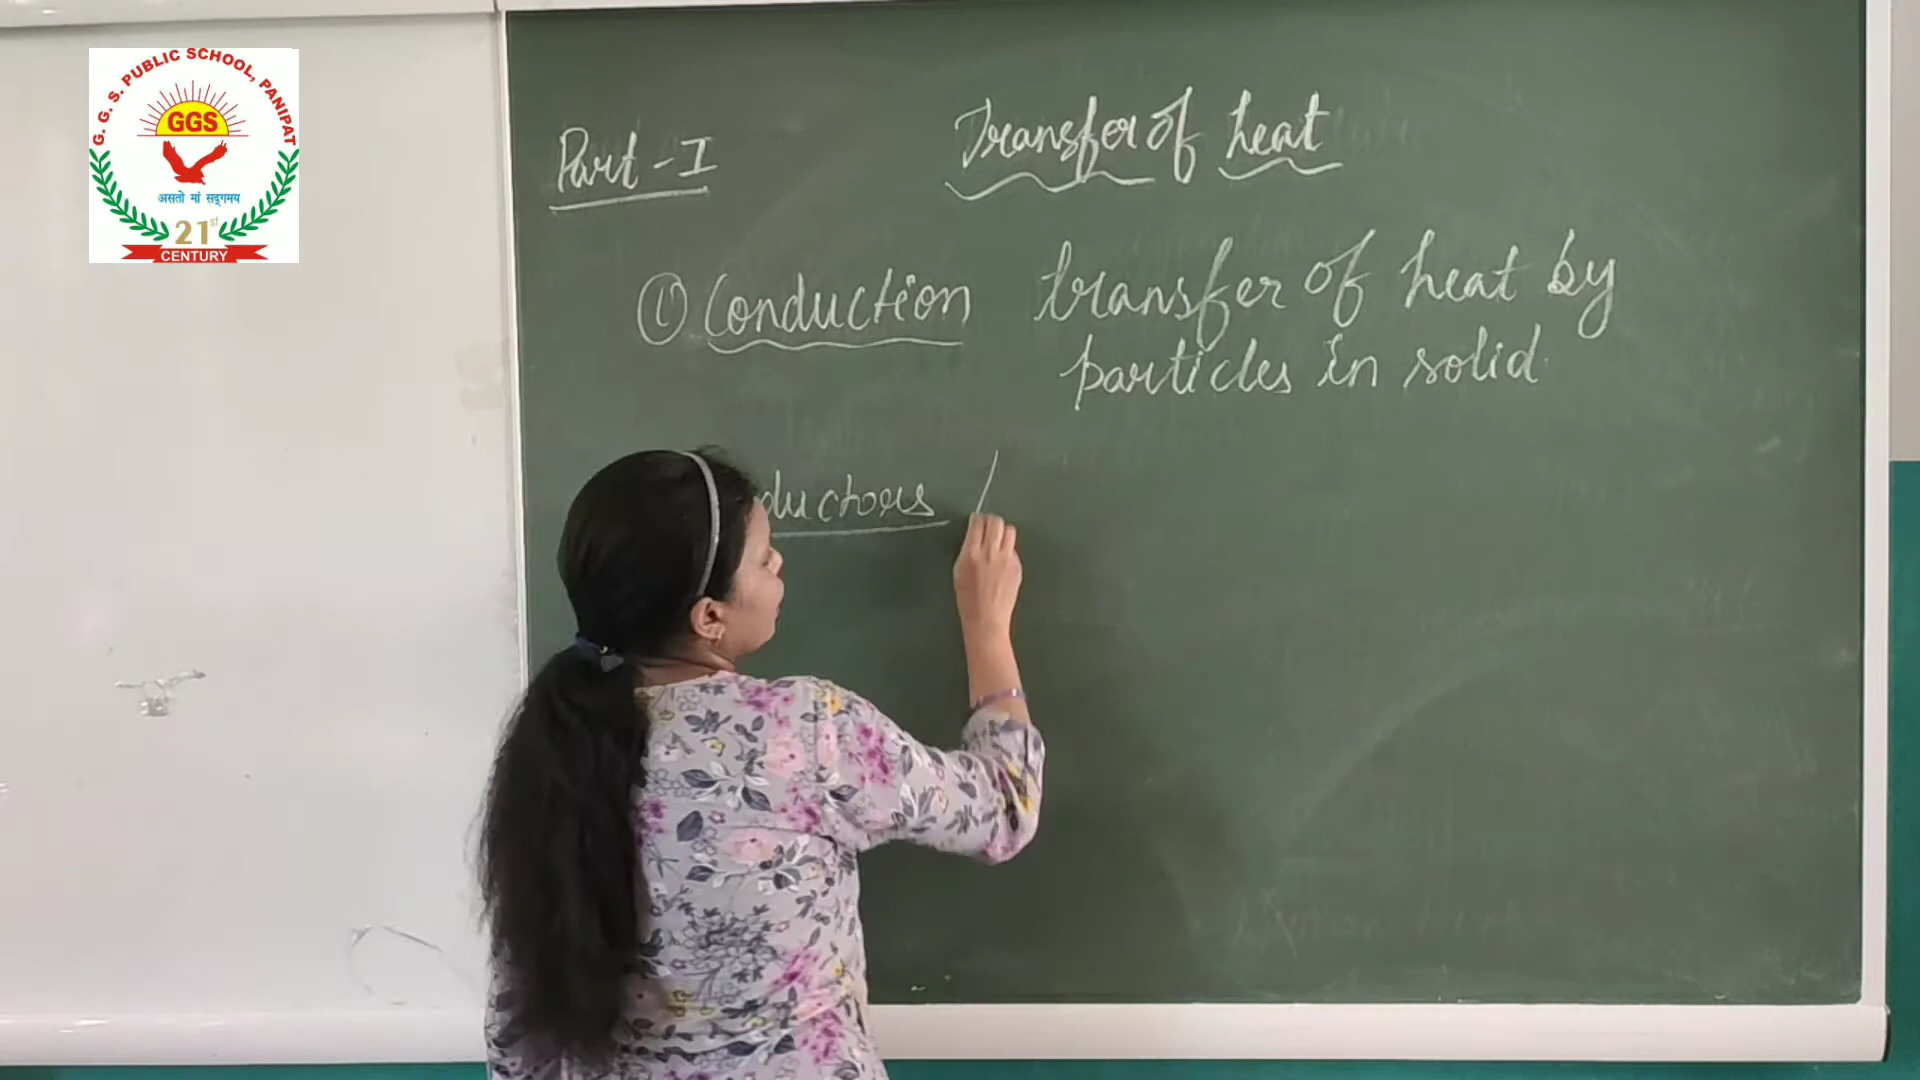 G. G. S. PUBLIC SCHOOL, PANIPAT
GGS
असतो मां सद्गमय
21st
CENTURY
Part - I
Transfer of heat
① Conduction transfer of heat by
particles in solid.
ductors /